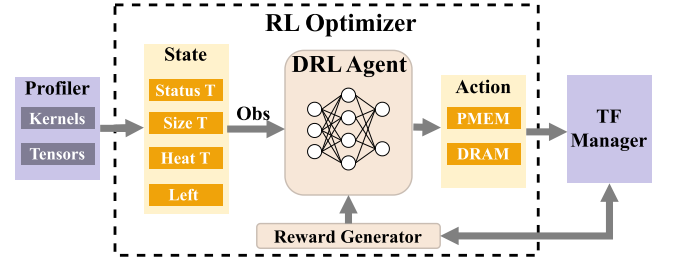 RL Optimizer
Profiler
Kernels
Tensors
State
Status T
Size T
Heat T
Left
Obs
DRL Agent
Action
PMEM
DRAM
TF
Manager
Reward Generator